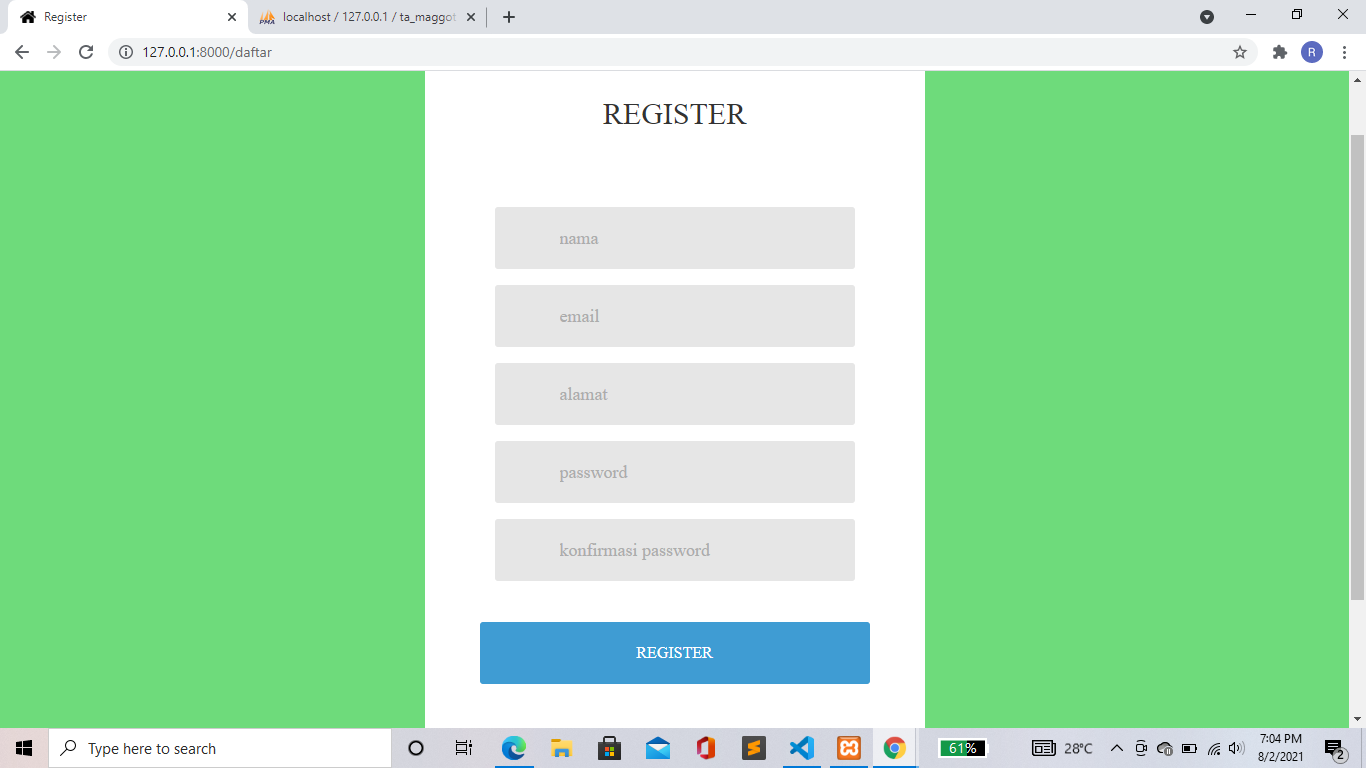 Register
localhost / 127.0.0.1 / ta_maggot
127.0.0.1:8000/daftar
R
REGISTER
nama
email
alamat
password
konfirmasi password
REGISTER
Type here to search
61%
28°C
7:04 PM
8/2/2021
2